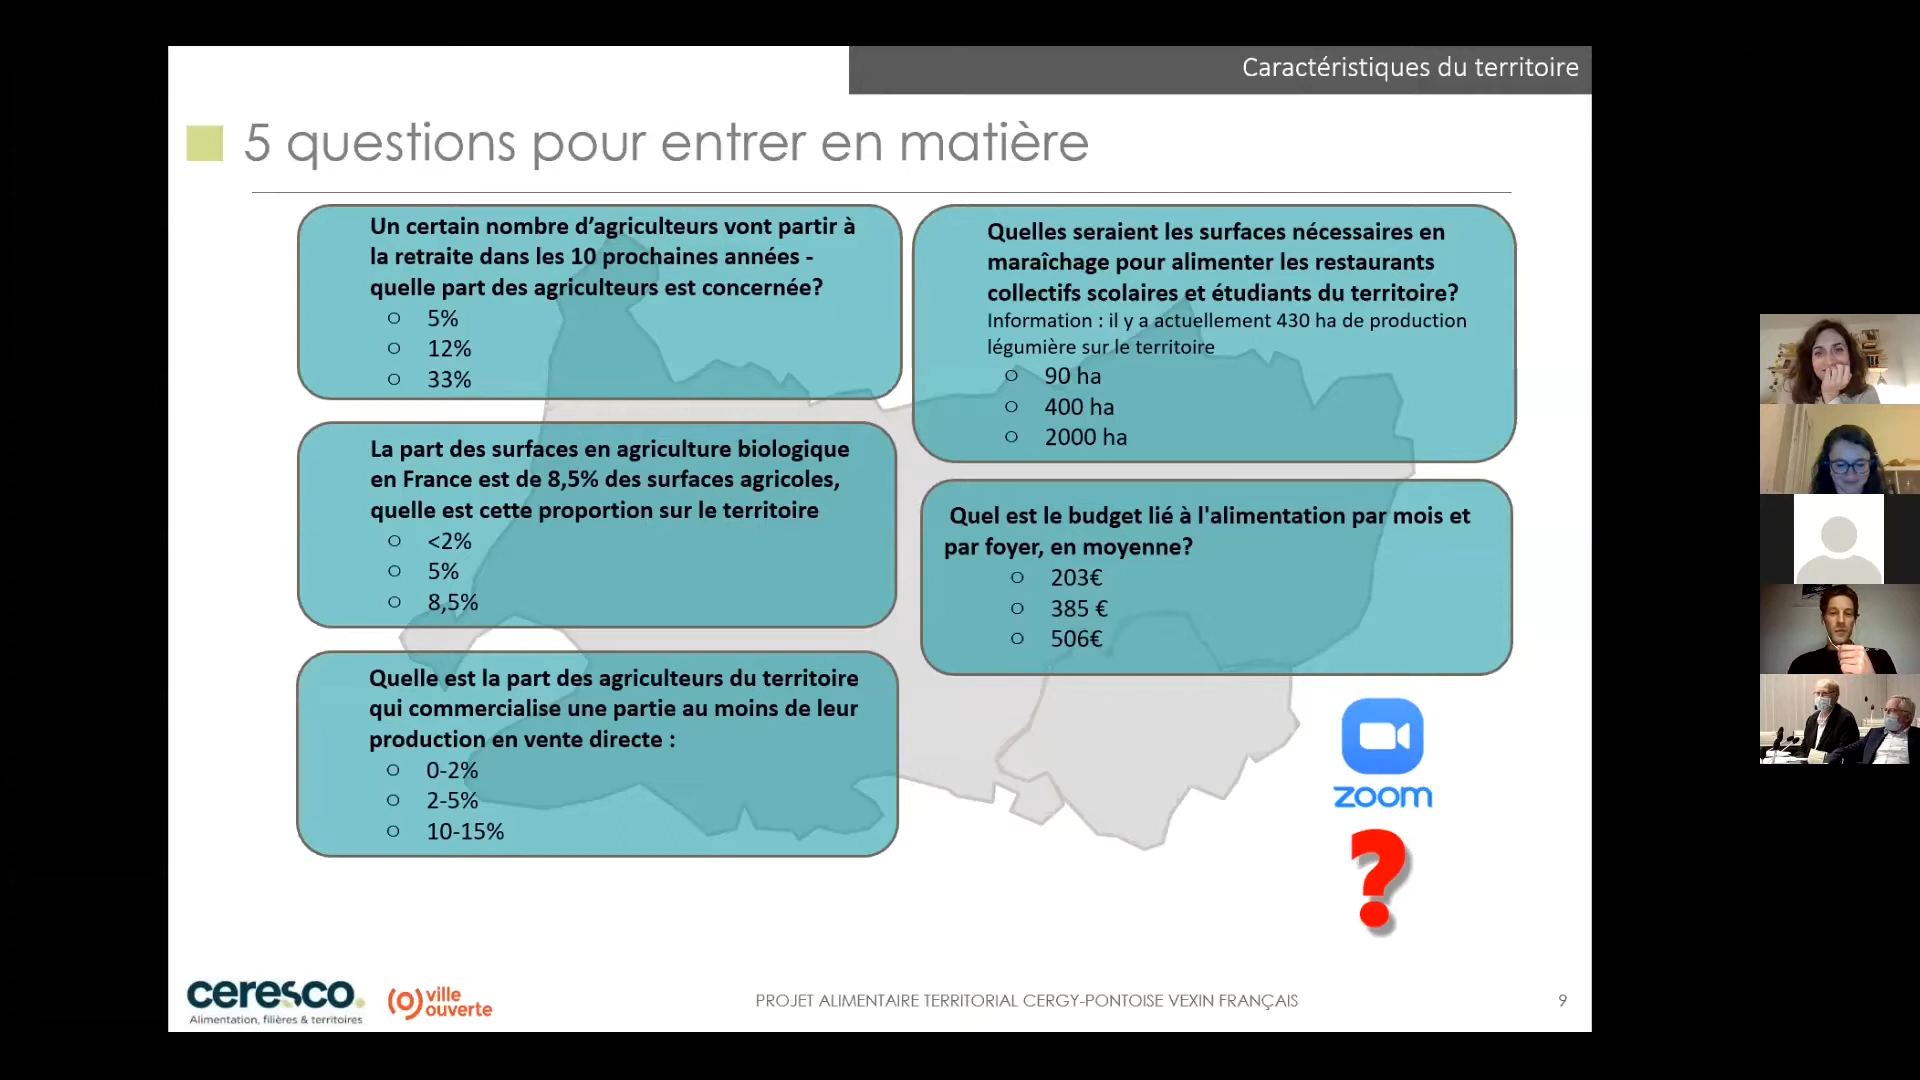 Caractéristiques du territoire
5 questions pour entrer en matière
Un certain nombre d’agriculteurs vont partir à
la retraite dans les 10 prochaines années -
quelle part des agriculteurs est concernée?
5%
12%
33%
La part des surfaces en agriculture biologique
en France est de 8,5% des surfaces agricoles,
quelle est cette proportion sur le territoire
<2%
5%
8,5%
Quelle est la part des agriculteurs du territoire
qui commercialise une partie au moins de leur
production en vente directe :
0-2%
2-5%
10-15%
Quelles seraient les surfaces nécessaires en
maraîchage pour alimenter les restaurants
collectifs scolaires et étudiants du territoire?
Information : il y a actuellement 430 ha de production
légumière sur le territoire
90 ha
400 ha
2000 ha
Quel est le budget lié à l'alimentation par mois et
par foyer, en moyenne?
203€
385 €
506€
zoom
?
ceresco.
Alimentation, filières & territoires
ville
ouverte
PROJET ALIMENTAIRE TERRITORIAL CERGY-PONTOISE VEXIN FRANÇAIS
9